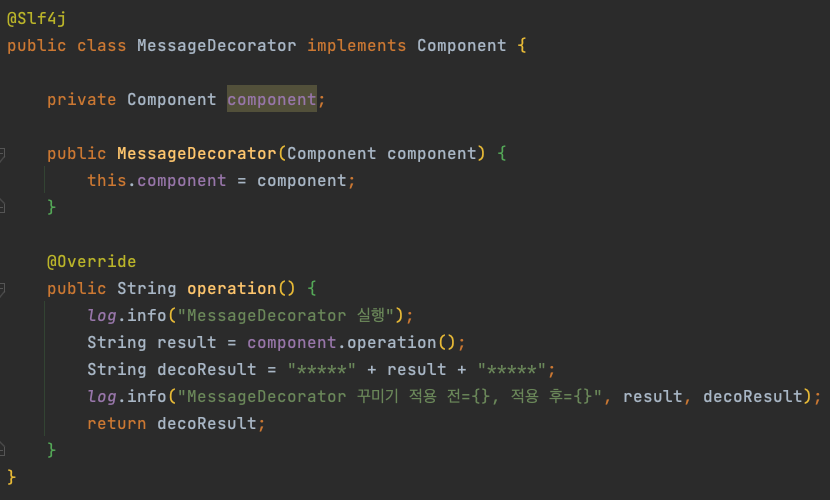 @Slf4j
public class MessageDecorator implements Component {
private Component component;
public MessageDecorator(Component component) {
this.component = component;
}
@Override
public String operation() {
log.info("MessageDecorator 실행");
String result = component.operation();
String decoResult = "*****" + result + "*****";
log.info("MessageDecorator 꾸미기 적용 전={}, 적용 후={}", result, decoResult);
return decoResult;
}
}